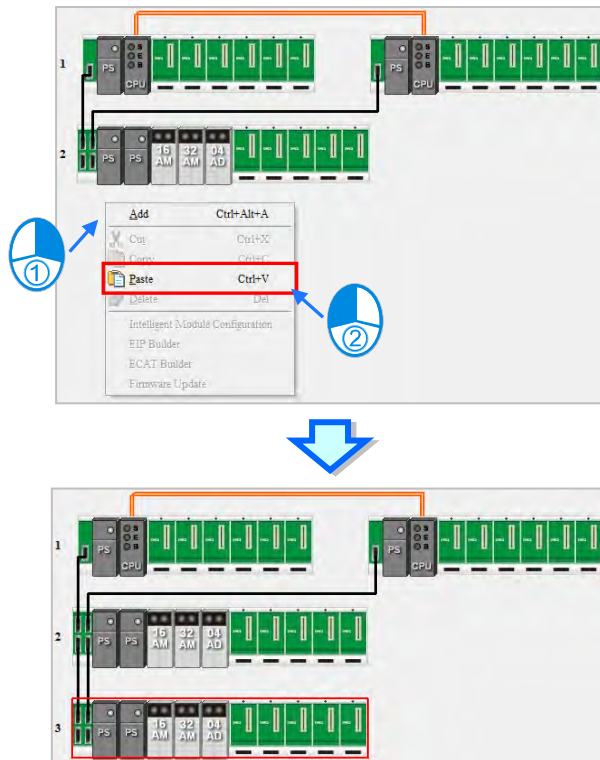 1
PS
S
E
B
CPU
PS
S
E
B
CPU
2
PS
PS
16
AM
32
AM
04
AD
Add Ctrl+Alt+A
Cut Ctrl+X
Copy Ctrl+C
Paste Ctrl+V
Delete Del
Intelligent Module Configuration
EIP Builder
ECAT Builder
Firmware Update
1
2
1
PS
S
E
B
CPU
PS
S
E
B
CPU
2
PS
PS
16
AM
32
AM
04
AD
3
PS
PS
16
AM
32
AM
04
AD